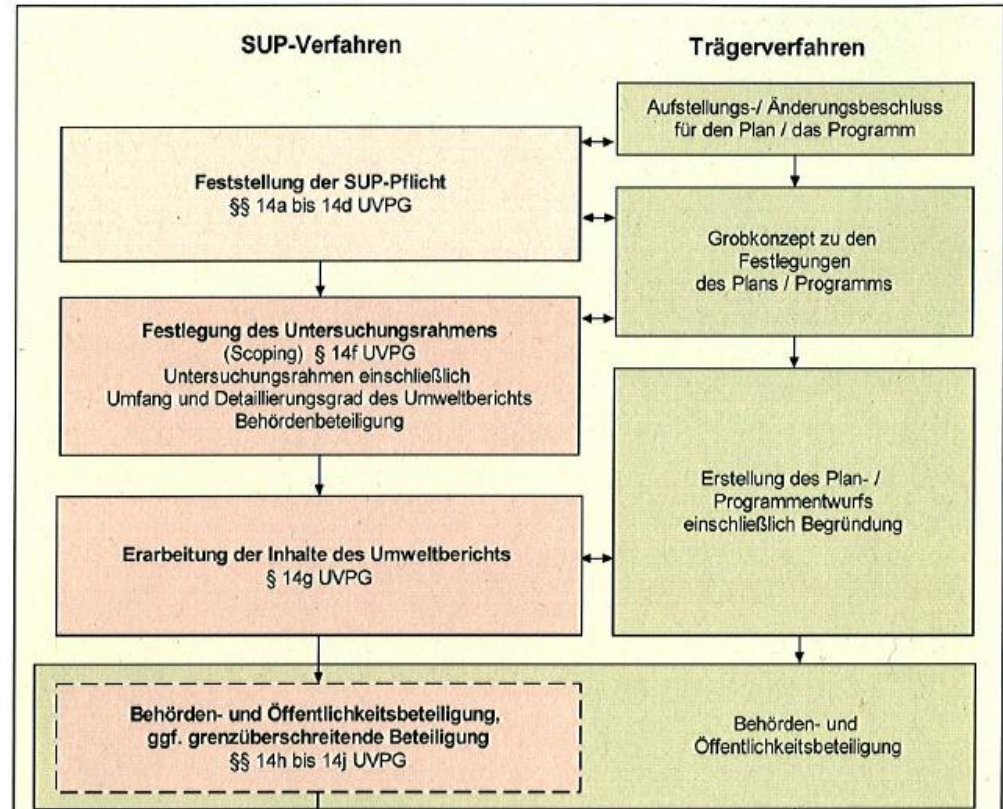 SUP-Verfahren
Trägerverfahren
Aufstellungs-/ Änderungsbeschluss
für den Plan / das Programm
Feststellung der SUP-Pflicht
§§ 14a bis 14d UVPG
Grobkonzept zu den
Festlegungen
des Plans / Programms
Festlegung des Untersuchungsrahmens
(Scoping) § 14f UVPG
Untersuchungsrahmen einschließlich
Umfang und Detaillierungsgrad des Umweltberichts
Behördenbeteiligung
Erstellung des Plan- /
Programmentwurfs
einschließlich Begründung
Erarbeitung der Inhalte des Umweltberichts
§ 14g UVPG
Behörden- und Öffentlichkeitsbeteiligung,
ggf. grenzüberschreitende Beteiligung
§§ 14h bis 14j UVPG
Behörden- und
Öffentlichkeitsbeteiligung